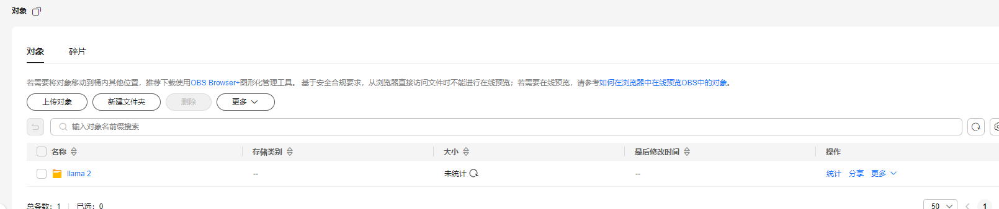 对象
对象 碎片
若需要将对象移动到桶内其他位置，推荐下载使用OBS Browser+图形化管理工具。 基于安全合规要求，从浏览器直接访问文件时不能进行在线预览；若需要在线预览，请参考如何在浏览器中在线预览OBS中的对象。
上传对象 新建文件夹 删除 更多
输入对象名前缀搜索
名称 存储类别 大小 最后修改时间 操作
llama 2 -- 未统计 -- 统计 分享 更多
总条数：1 已选：0 50 1